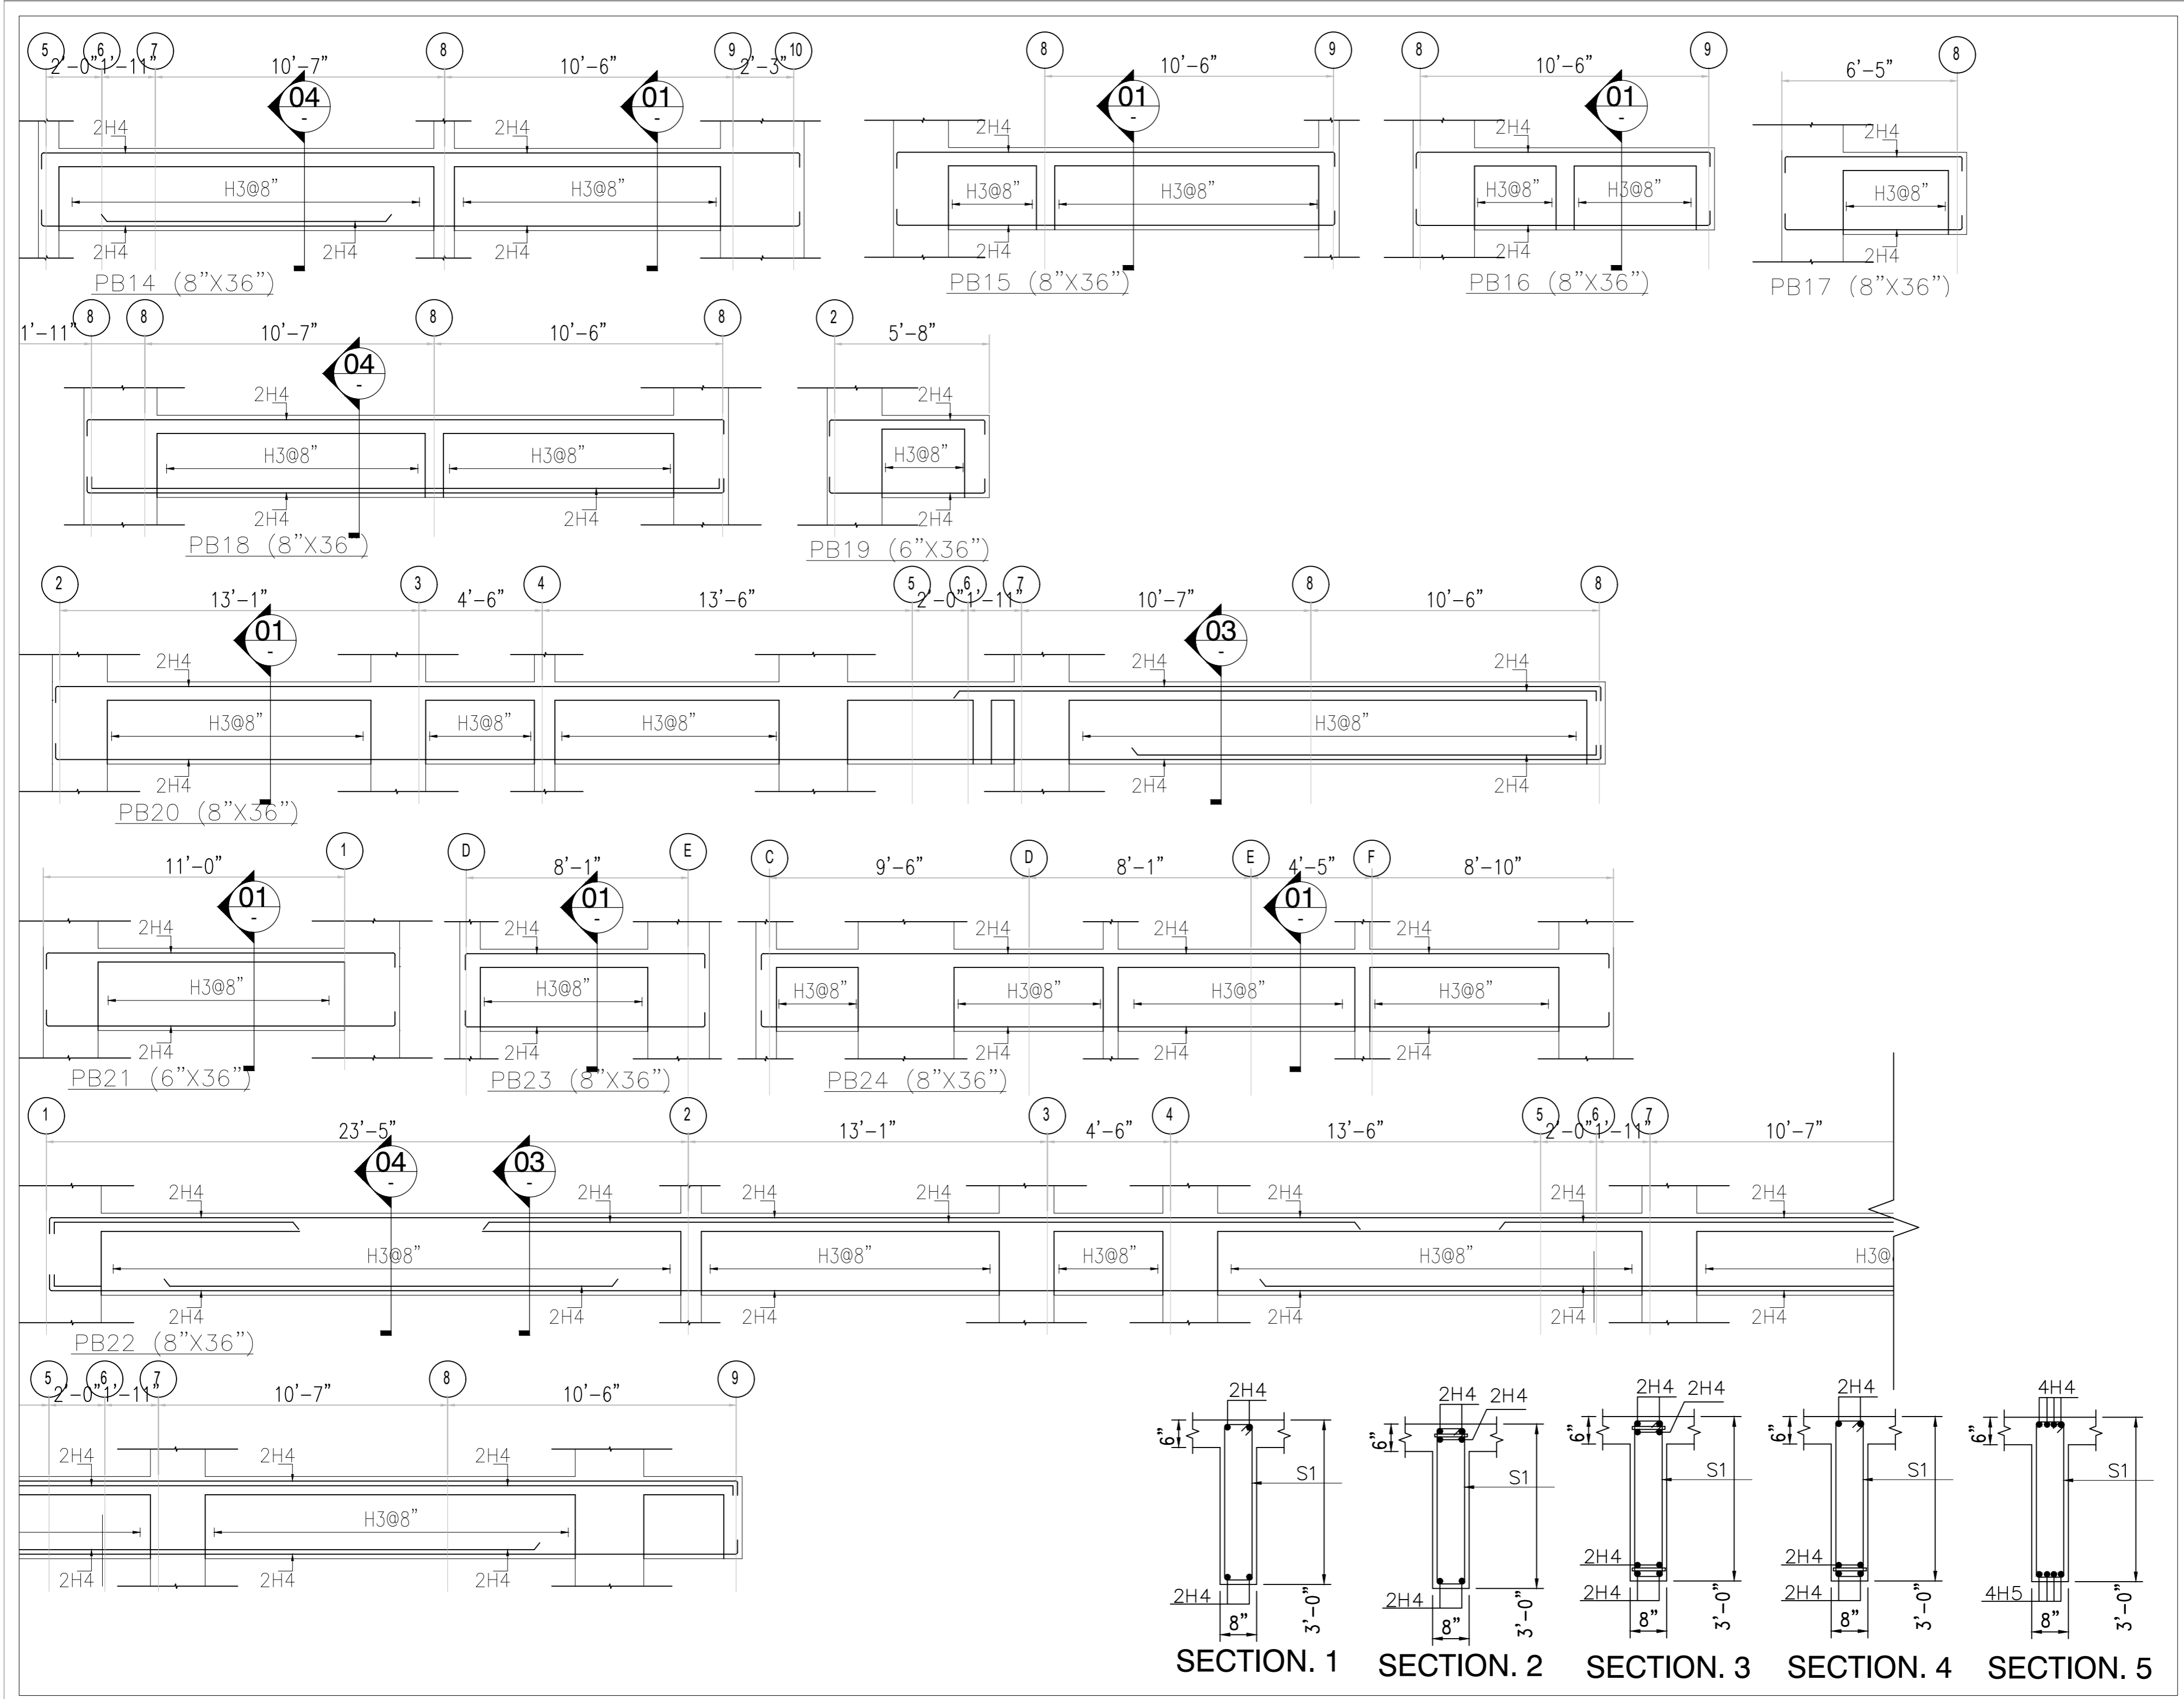 5 6 7 8 9 10
2'-0" 1'-11" 10'-7" 10'-6" 2'-3"
04 - 01 -
2H4 2H4
H3@8" H3@8"
2H4 2H4 2H4
PB14 (8"X36")
8 9
10'-6"
01 -
2H4
H3@8" H3@8"
2H4
PB15 (8"X36")
8 9
10'-6"
01 -
2H4
H3@8" H3@8"
2H4
PB16 (8"X36")
8
6'-5"
2H4
H3@8"
2H4
PB17 (8"X36")
8 8 8 8
1'-11" 10'-7" 10'-6"
04 -
2H4
H3@8" H3@8"
2H4 2H4
PB18 (8"X36")
2
5'-8"
2H4
H3@8"
2H4
PB19 (6"X36")
2 3 4 5 6 7 8 8
13'-1" 4'-6" 13'-6" 2'-0" 1'-11" 10'-7" 10'-6"
01 - 03 -
2H4 2H4 2H4
H3@8" H3@8" H3@8" H3@8"
2H4 2H4 2H4
PB20 (8"X36")
1
11'-0"
01 -
2H4
H3@8"
2H4
PB21 (6"X36")
D E
8'-1"
01 -
2H4
H3@8"
2H4
PB23 (8"X36")
C D E F
9'-6" 8'-1" 4'-5" 8'-10"
01 -
2H4 2H4 2H4
H3@8" H3@8" H3@8" H3@8"
2H4 2H4 2H4
PB24 (8"X36")
1 2 3 4 5 6 7
23'-5" 13'-1" 4'-6" 13'-6" 2'-0" 1'-11" 10'-7"
04 - 03 -
2H4 2H4 2H4 2H4 2H4 2H4 2H4
H3@8" H3@8" H3@8" H3@8" H3@
2H4 2H4 2H4 2H4 2H4 2H4
PB22 (8"X36")
5 6 7 8 9
2'-0" 1'-11" 10'-7" 10'-6"
2H4 2H4 2H4
H3@8"
2H4 2H4 2H4
2H4
6"
S1
2H4
8"
3'-0"
SECTION. 1
2H4 2H4
6"
S1
2H4
8"
3'-0"
SECTION. 2
2H4 2H4
6"
S1
2H4
2H4
8"
3'-0"
SECTION. 3
2H4
6"
S1
2H4
2H4
8"
3'-0"
SECTION. 4
4H4
6"
S1
4H5
8"
3'-0"
SECTION. 5